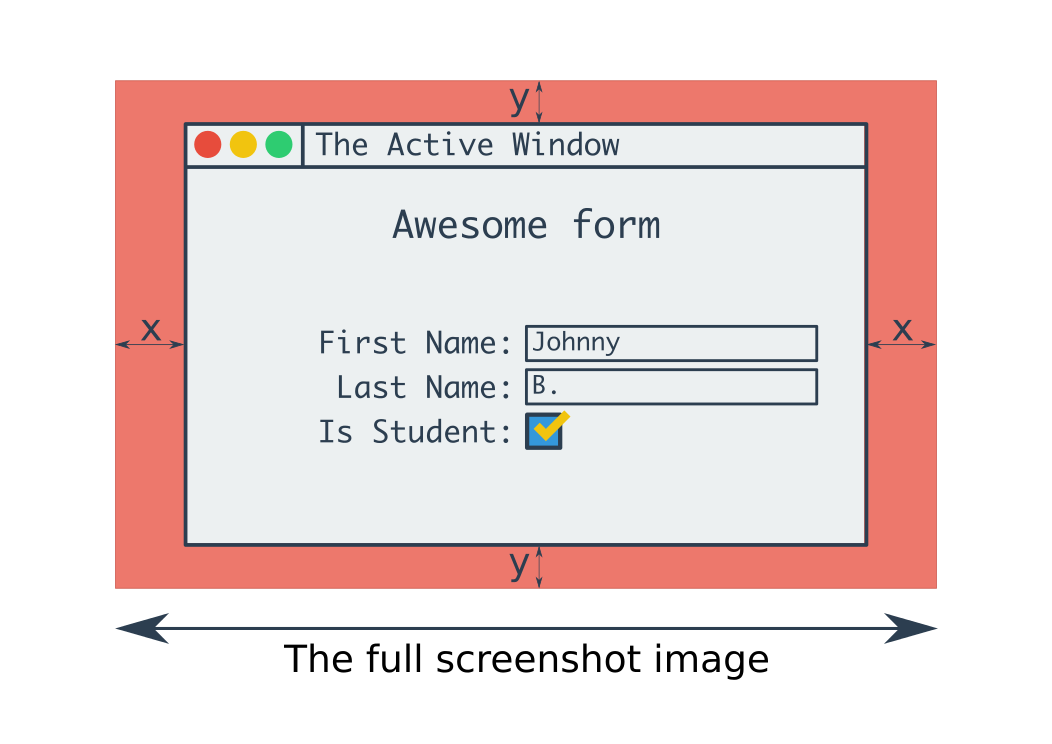 y
The Active Window
Awesome form
x
x
First Name: Johnny
Last Name: B.
Is Student:
y
The full screenshot image